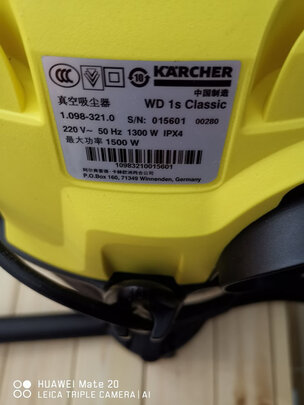 KÄRCHER
中国制造
真空吸尘器 WD 1s Classic
1.098-321.0 S/N: 015601 00280
220 V~ 50 Hz 1300 W IPX4
最大功率 1500 W
10983210015601
P.O.Box 160, 71349 Winnenden, Germany
HUAWEI Mate 20
LEICA TRIPLE CAMERA | AI